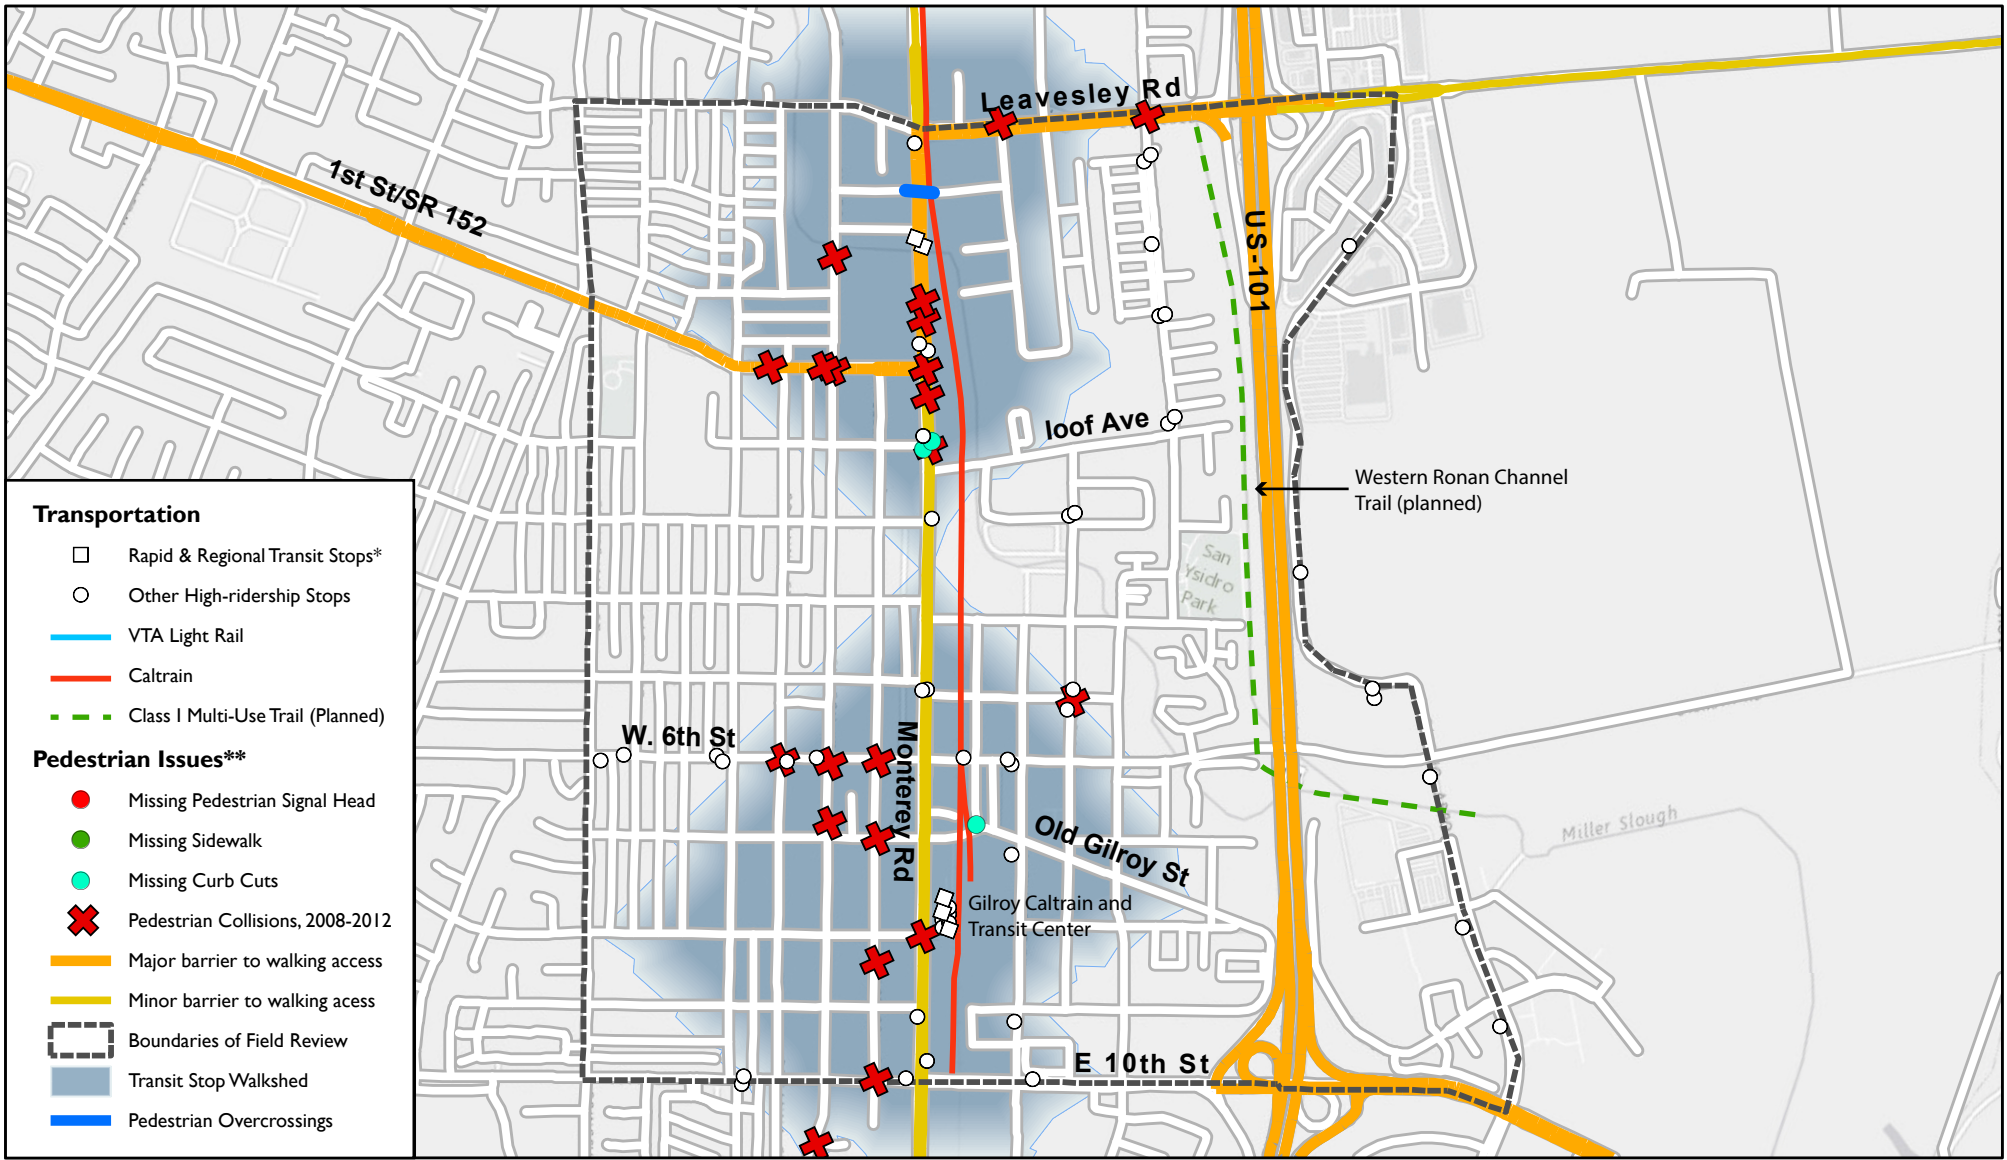 Leavesley Rd
1st St/SR 152
US-101
Ioof Ave
Western Ronan Channel
Trail (planned)
San
Ysidro
Park
W. 6th St
Monterey Rd
Old Gilroy St
Miller Slough
Gilroy Caltrain and
Transit Center
E 10th St
Transportation
Rapid & Regional Transit Stops*
Other High-ridership Stops
VTA Light Rail
Caltrain
Class I Multi-Use Trail (Planned)
Pedestrian Issues**
Missing Pedestrian Signal Head
Missing Sidewalk
Missing Curb Cuts
Pedestrian Collisions, 2008-2012
Major barrier to walking access
Minor barrier to walking acess
Boundaries of Field Review
Transit Stop Walkshed
Pedestrian Overcrossings